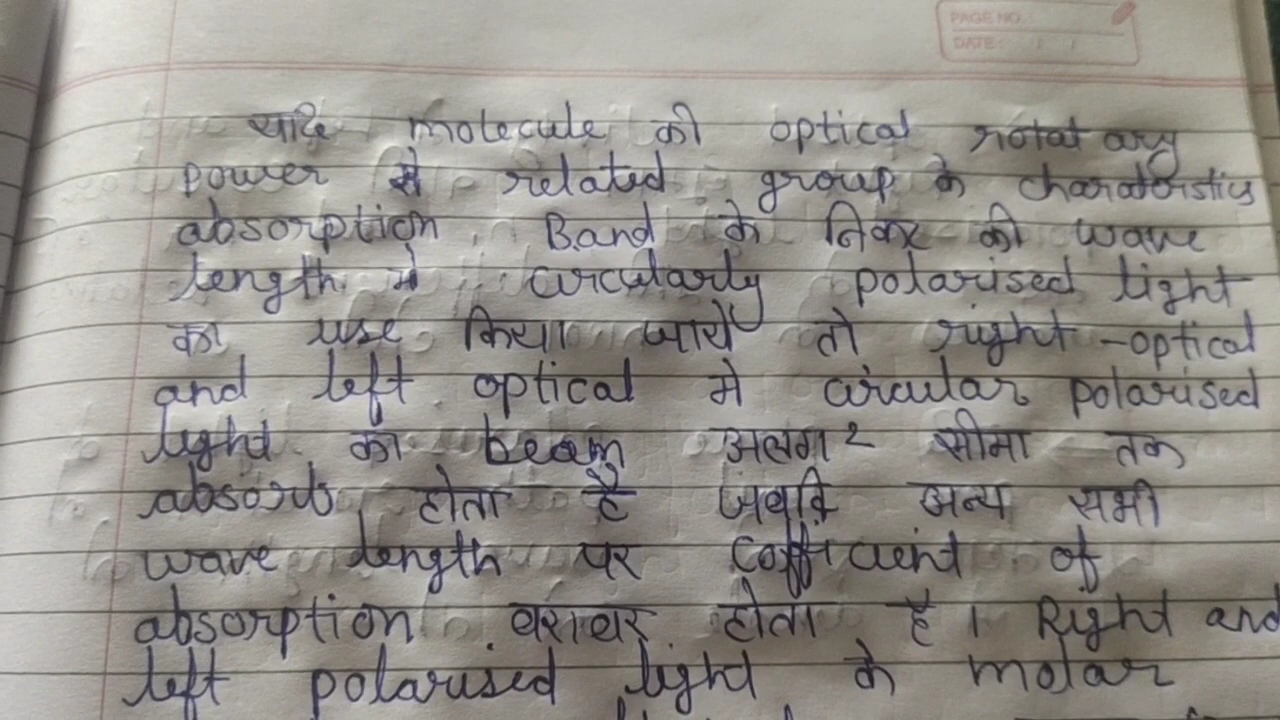 PAGE NO.
DATE:
यदि molecule की optical rotatary
power से related group के charatoristics
absorption Band के निकट की wave
length मे circularly polarised light
का use किया जाये तो right - optical
and left optical मे circular polarised
light का beam अलग² सीमा तक
absorb होता है जबकि अन्य सभी
wave length पर cofficient of
absorption बराबर होता है । Right and
left polarised light के molar